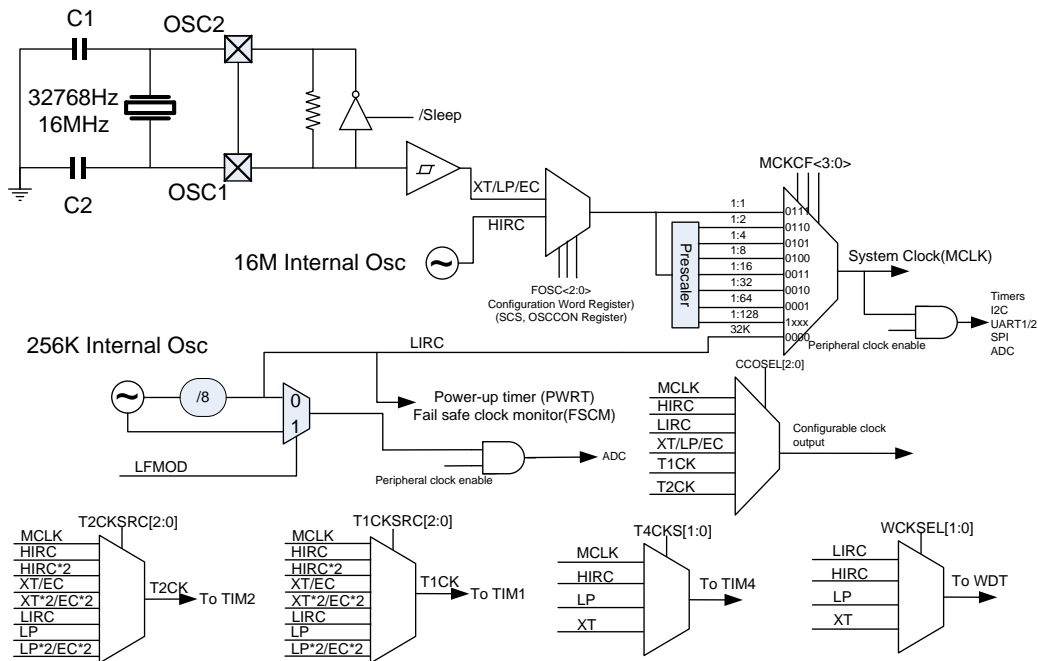 C1
OSC2
32768Hz
16MHz
/Sleep
C2
OSC1
XT/LP/EC
HIRC
16M Internal Osc
FOSC<2:0>
Configuration Word Register)
(SCS, OSCCON Register)
MCKCF<3:0>
Prescaler
1:1
0111
1:2
0110
1:4
0101
1:8
0100
1:16
0011
1:32
0010
1:64
0001
1:128
1xxx
32K
0000
System Clock(MCLK)
Peripheral clock enable
Timers
I2C
UART1/2
SPI
ADC
256K Internal Osc
LIRC
/8
0
1
LFMOD
Power-up timer (PWRT)
Fail safe clock monitor(FSCM)
Peripheral clock enable
ADC
CCOSEL[2:0]
MCLK
HIRC
LIRC
XT/LP/EC
T1CK
T2CK
Configurable clock
output
T2CKSRC[2:0]
MCLK
HIRC
HIRC*2
XT/EC
XT*2/EC*2
LIRC
LP
LP*2/EC*2
T2CK
To TIM2
T1CKSRC[2:0]
MCLK
HIRC
HIRC*2
XT/EC
XT*2/EC*2
LIRC
LP
LP*2/EC*2
T1CK
To TIM1
T4CKS[1:0]
MCLK
HIRC
LP
XT
To TIM4
WCKSEL[1:0]
LIRC
HIRC
LP
XT
To WDT